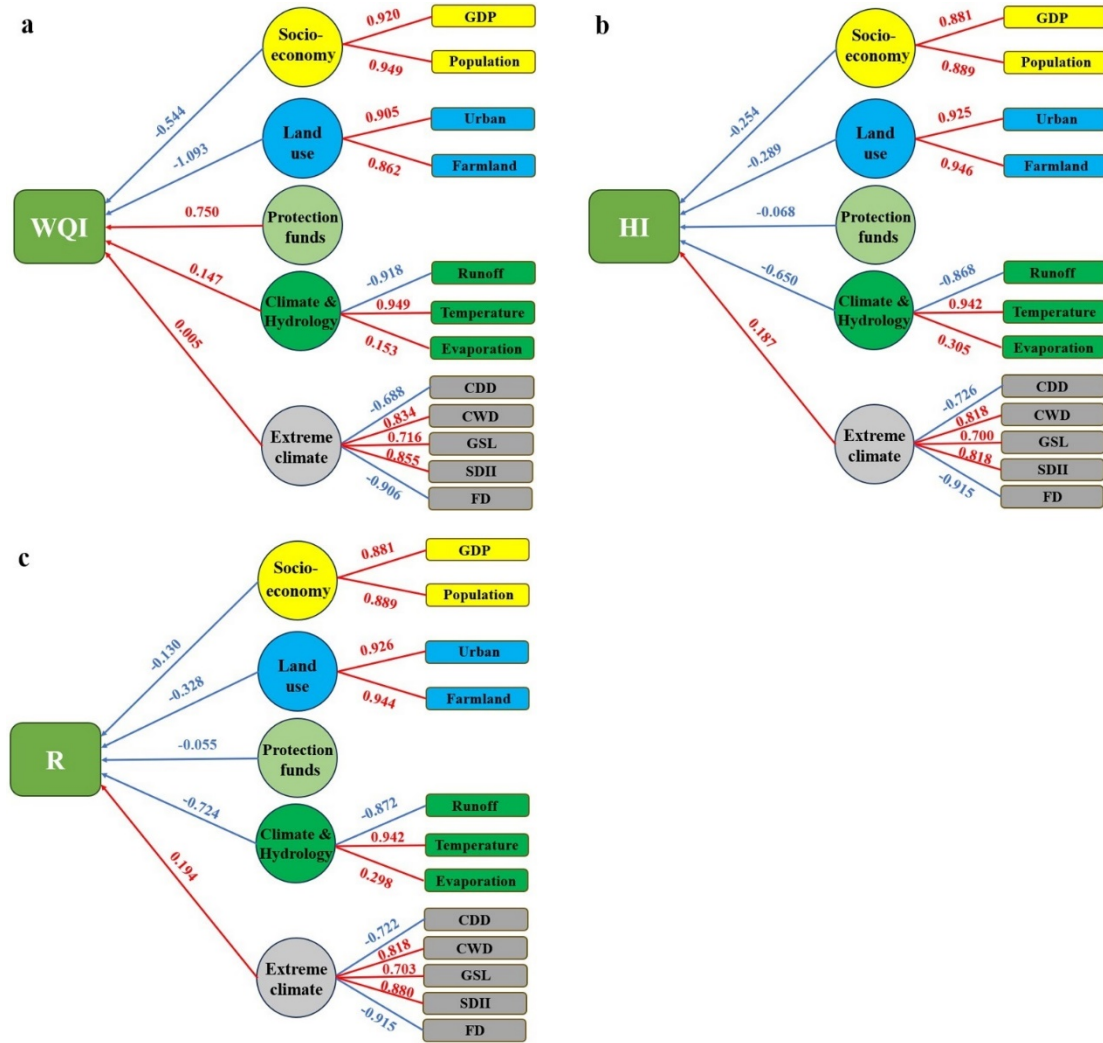 a
WQI
-0.544
-1.093
0.750
0.147
0.005
Socio-
economy
Land
use
Protection
funds
Climate &
Hydrology
Extreme
climate
0.920
0.949
0.905
0.862
-0.918
0.949
0.153
-0.688
0.834
0.716
0.855
-0.906
GDP
Population
Urban
Farmland
Runoff
Temperature
Evaporation
CDD
CWD
GSL
SDII
FD
b
HI
-0.254
-0.289
-0.068
-0.650
0.187
Socio-
economy
Land
use
Protection
funds
Climate &
Hydrology
Extreme
climate
0.881
0.889
0.925
0.946
-0.868
0.942
0.305
-0.726
0.818
0.700
0.818
-0.915
GDP
Population
Urban
Farmland
Runoff
Temperature
Evaporation
CDD
CWD
GSL
SDII
FD
c
R
-0.130
-0.328
-0.055
-0.724
0.194
Socio-
economy
Land
use
Protection
funds
Climate &
Hydrology
Extreme
climate
0.881
0.889
0.926
0.944
-0.872
0.942
0.298
-0.722
0.818
0.703
0.880
-0.915
GDP
Population
Urban
Farmland
Runoff
Temperature
Evaporation
CDD
CWD
GSL
SDII
FD